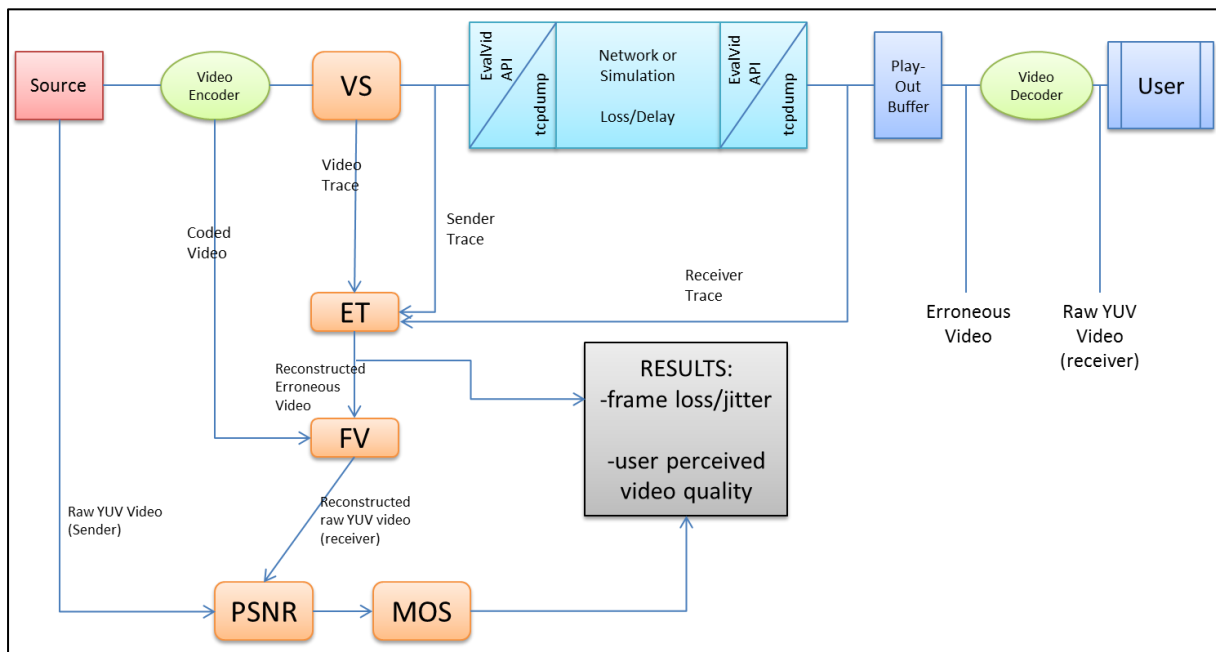 Source
Video
Encoder
VS
EvalVid
API
tcpdump
Network or
Simulation
Loss/Delay
EvalVid
API
tcpdump
Play-
Out
Buffer
Video
Decoder
User
Video
Trace
Coded
Video
Sender
Trace
Receiver
Trace
Erroneous
Video
Raw YUV
Video
(receiver)
ET
Reconstructed
Erroneous
Video
RESULTS:
-frame loss/jitter
-user perceived
video quality
FV
Raw YUV Video
(Sender)
Reconstructed
raw YUV video
(receiver)
PSNR
MOS